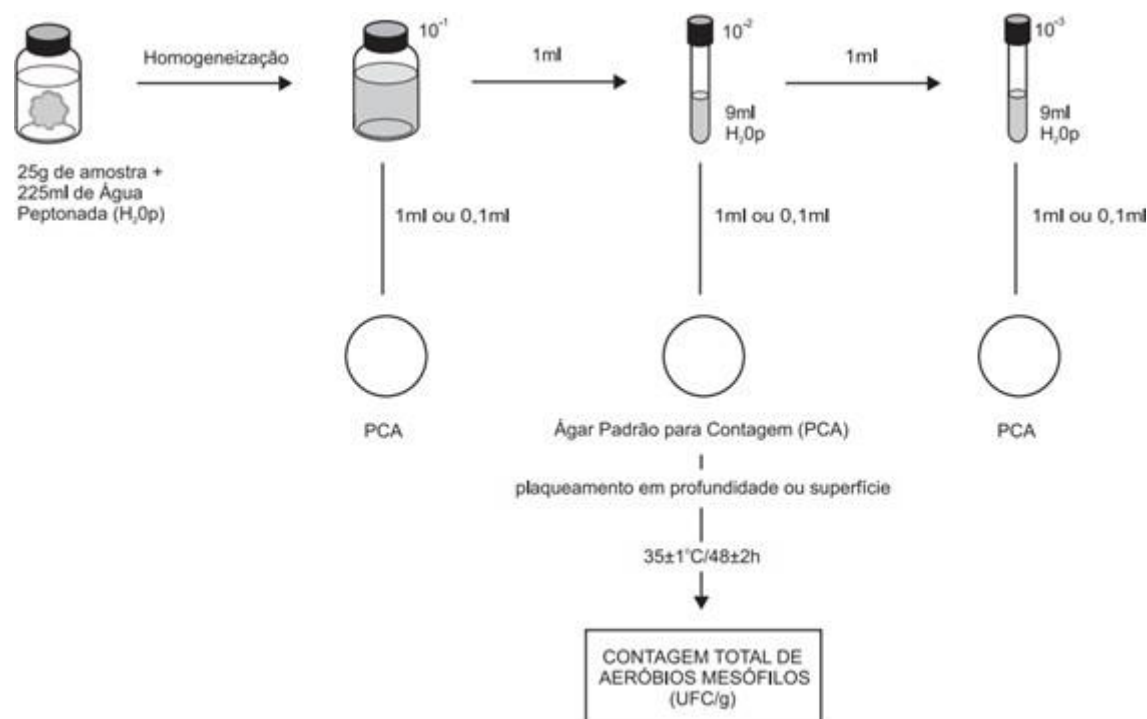 Homogeneização
10⁻¹
1ml
10⁻²
1ml
10⁻³
9ml
H₂0p
9ml
H₂0p
25g de amostra +
225ml de Água
Peptonada (H₂0p)
1ml ou 0,1ml
1ml ou 0,1ml
1ml ou 0,1ml
PCA
Ágar Padrão para Contagem (PCA)
PCA
plaqueamento em profundidade ou superfície
35±1°C/48±2h
CONTAGEM TOTAL DE
AERÓBIOS MESÓFILOS
(UFC/g)